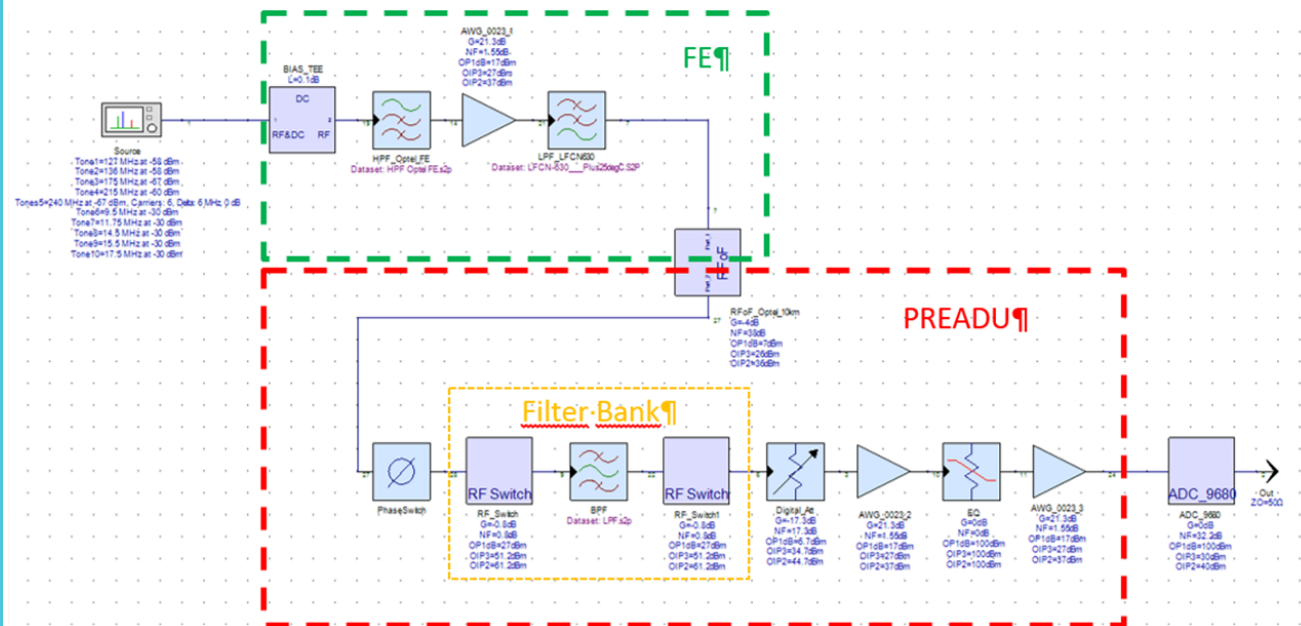 FE¶
AWG_0023_1
G=21.3dB
NF=1.55dB
OP1dB=17dBm
OIP3=27dBm
OIP2=37dBm
BIAS_TEE
L=0.1dB
DC
1
2
RF&DC RF
HPF_Optel_FE
Dataset: HPF Optel FE.s2p
LPF_LFCN630
Dataset: LFCN-630___Plus25degC.S2P
Source
Tone1=127 MHz at -58 dBm
Tone2=136 MHz at -58 dBm
Tone3=175 MHz at -67 dBm
Tone4=215 MHz at -60 dBm
Tones5=240 MHz at -67 dBm, Carriers: 6, Delta: 6 MHz, 0 dB
Tone6=9.5 MHz at -30 dBm
Tone7=11.75 MHz at -30 dBm
Tone8=14.5 MHz at -30 dBm
Tone9=15.5 MHz at -30 dBm
Tone10=17.5 MHz at -30 dBm
RFoF
PREADU¶
RFoF_Optel_10km
G=-4dB
NF=38dB
OP1dB=7dBm
OIP3=26dBm
OIP2=36dBm
Filter·Bank¶
PhaseSwitch
RF Switch
RF_Switch
G=-0.8dB
NF=0.8dB
OP1dB=27dBm
OIP3=51.2dBm
OIP2=61.2dBm
BPF
Dataset: LPF.s2p
RF Switch
RF_Switch1
G=-0.8dB
NF=0.8dB
OP1dB=27dBm
OIP3=51.2dBm
OIP2=61.2dBm
Digital_Att
G=-17.3dB
NF=17.3dB
OP1dB=6.7dBm
OIP3=34.7dBm
OIP2=44.7dBm
AWG_0023_2
G=21.3dB
NF=1.55dB
OP1dB=17dBm
OIP3=27dBm
OIP2=37dBm
EQ
G=0dB
NF=0dB
OP1dB=100dBm
OIP3=100dBm
OIP2=100dBm
AWG_0023_3
G=21.3dB
NF=1.55dB
OP1dB=17dBm
OIP3=27dBm
OIP2=37dBm
ADC_9680
ADC_9680
G=0dB
NF=32.2dB
OP1dB=100dBm
OIP3=30dBm
OIP2=40dBm
Out
ZO=50Ω